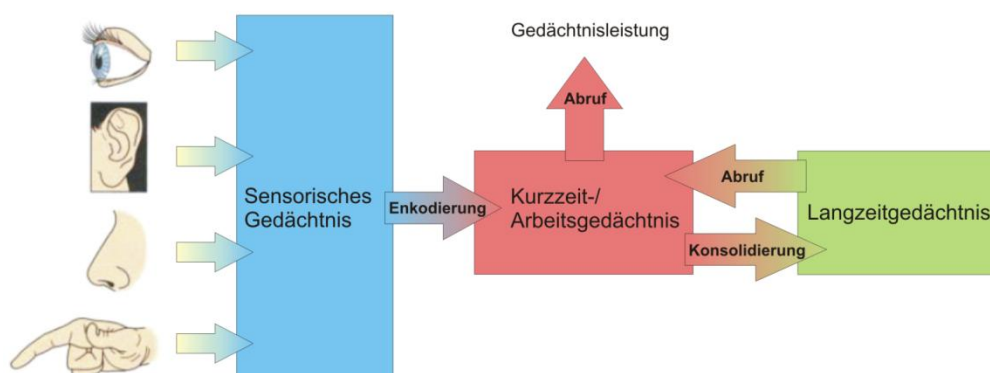 Gedächtnisleistung
Abruf
Sensorisches
Gedächtnis
Enkodierung
Kurzzeit-/
Arbeitsgedächtnis
Abruf
Konsolidierung
Langzeitgedächtnis